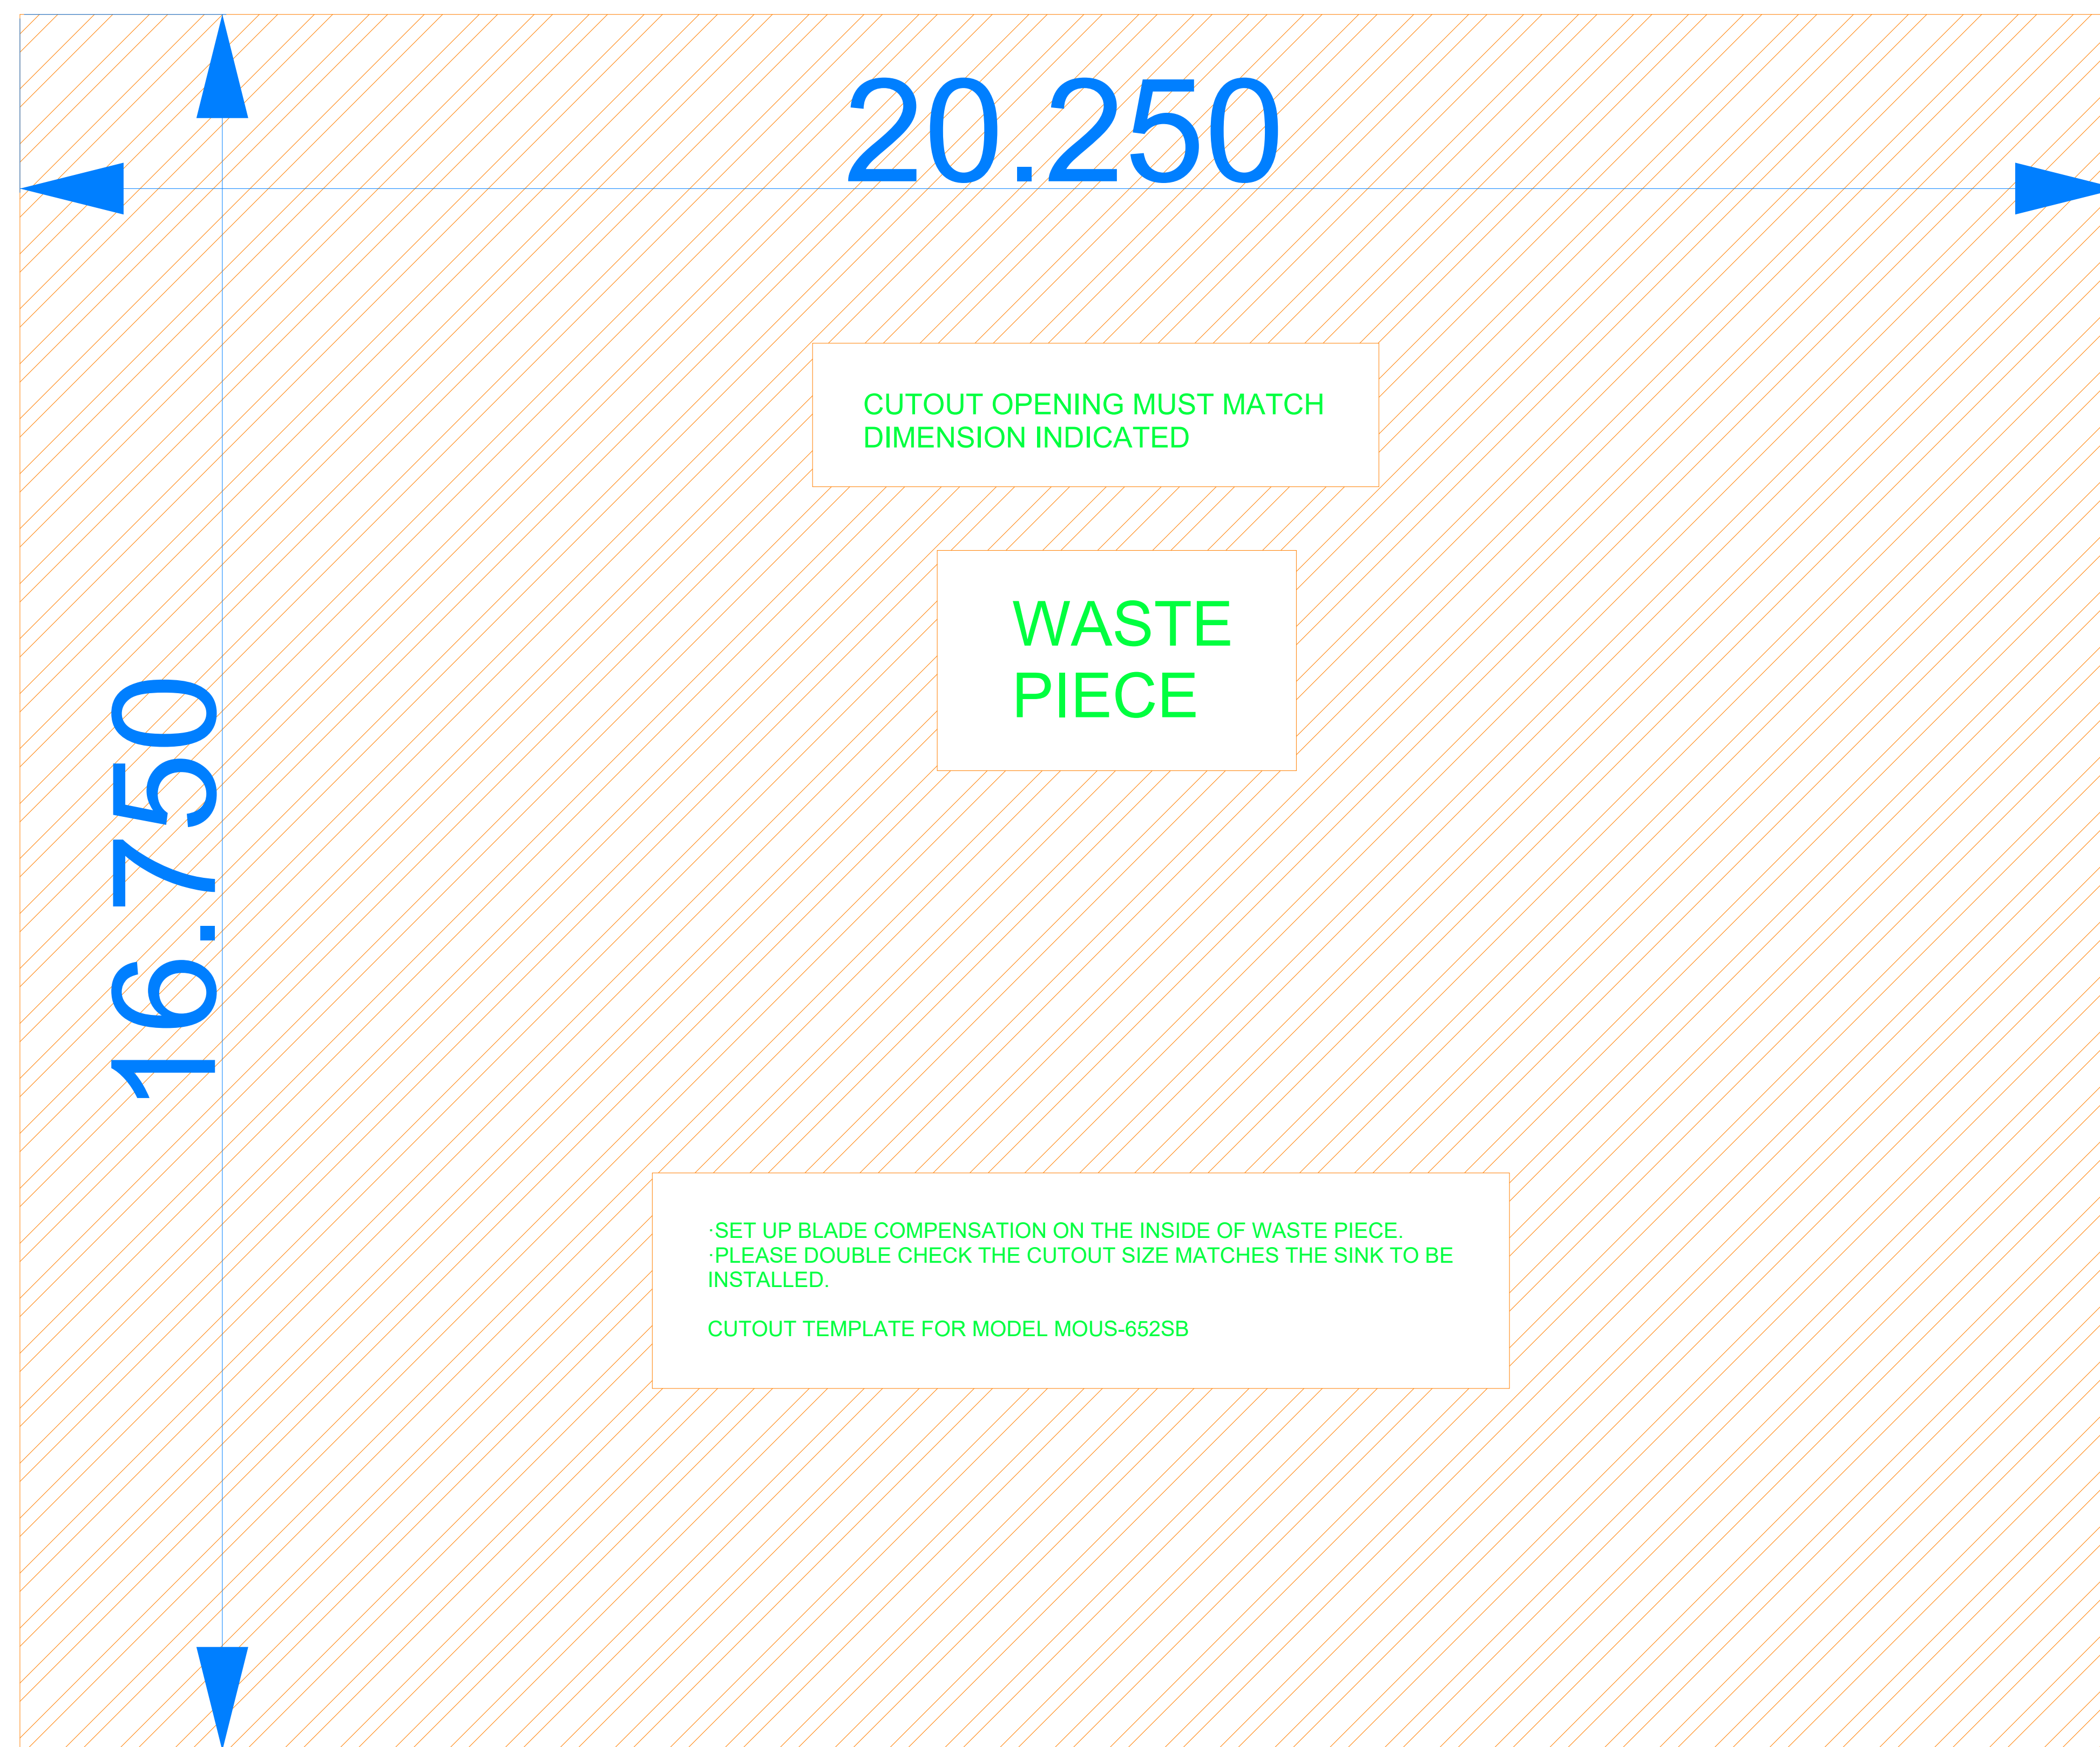 20.250
CUTOUT OPENING MUST MATCH
DIMENSION INDICATED
WASTE
PIECE
16.750
·SET UP BLADE COMPENSATION ON THE INSIDE OF WASTE PIECE.
·PLEASE DOUBLE CHECK THE CUTOUT SIZE MATCHES THE SINK TO BE
INSTALLED.
CUTOUT TEMPLATE FOR MODEL MOUS-652SB